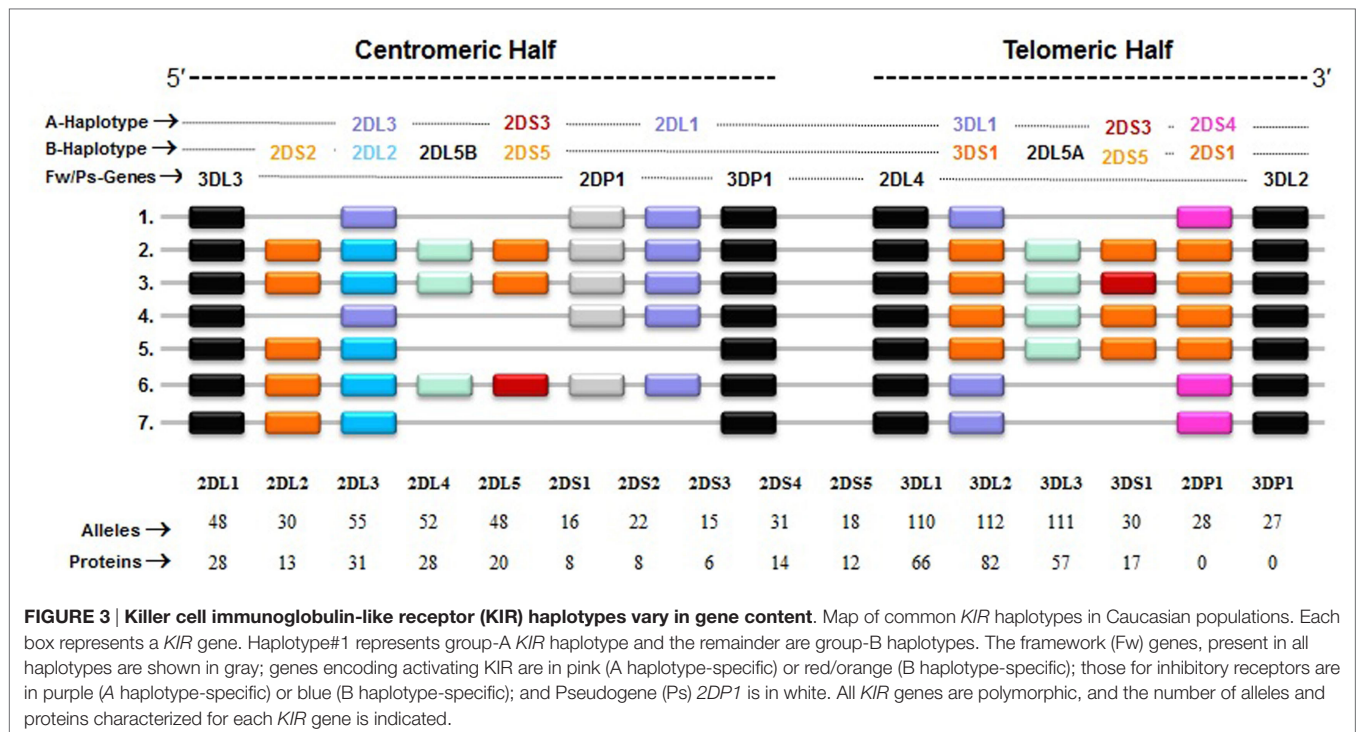 Centromeric Half Telomeric Half
5′ 3′
A-Haplotype → 2DL3 2DS3 2DL1 3DL1 2DS3 2DS4
B-Haplotype → 2DS2 2DL2 2DL5B 2DS5 3DS1 2DL5A 2DS5 2DS1
Fw/Ps-Genes → 3DL3 2DP1 3DP1 2DL4 3DL2
1.
2.
3.
4.
5.
6.
7.
2DL1 2DL2 2DL3 2DL4 2DL5 2DS1 2DS2 2DS3 2DS4 2DS5 3DL1 3DL2 3DL3 3DS1 2DP1 3DP1
Alleles → 48 30 55 52 48 16 22 15 31 18 110 112 111 30 28 27
Proteins → 28 13 31 28 20 8 8 6 14 12 66 82 57 17 0 0
FIGURE 3 | Killer cell immunoglobulin-like receptor (KIR) haplotypes vary in gene content. Map of common KIR haplotypes in Caucasian populations. Each
box represents a KIR gene. Haplotype#1 represents group-A KIR haplotype and the remainder are group-B haplotypes. The framework (Fw) genes, present in all
haplotypes are shown in gray; genes encoding activating KIR are in pink (A haplotype-specific) or red/orange (B haplotype-specific); those for inhibitory receptors are
in purple (A haplotype-specific) or blue (B haplotype-specific); and Pseudogene (Ps) 2DP1 is in white. All KIR genes are polymorphic, and the number of alleles and
proteins characterized for each KIR gene is indicated.